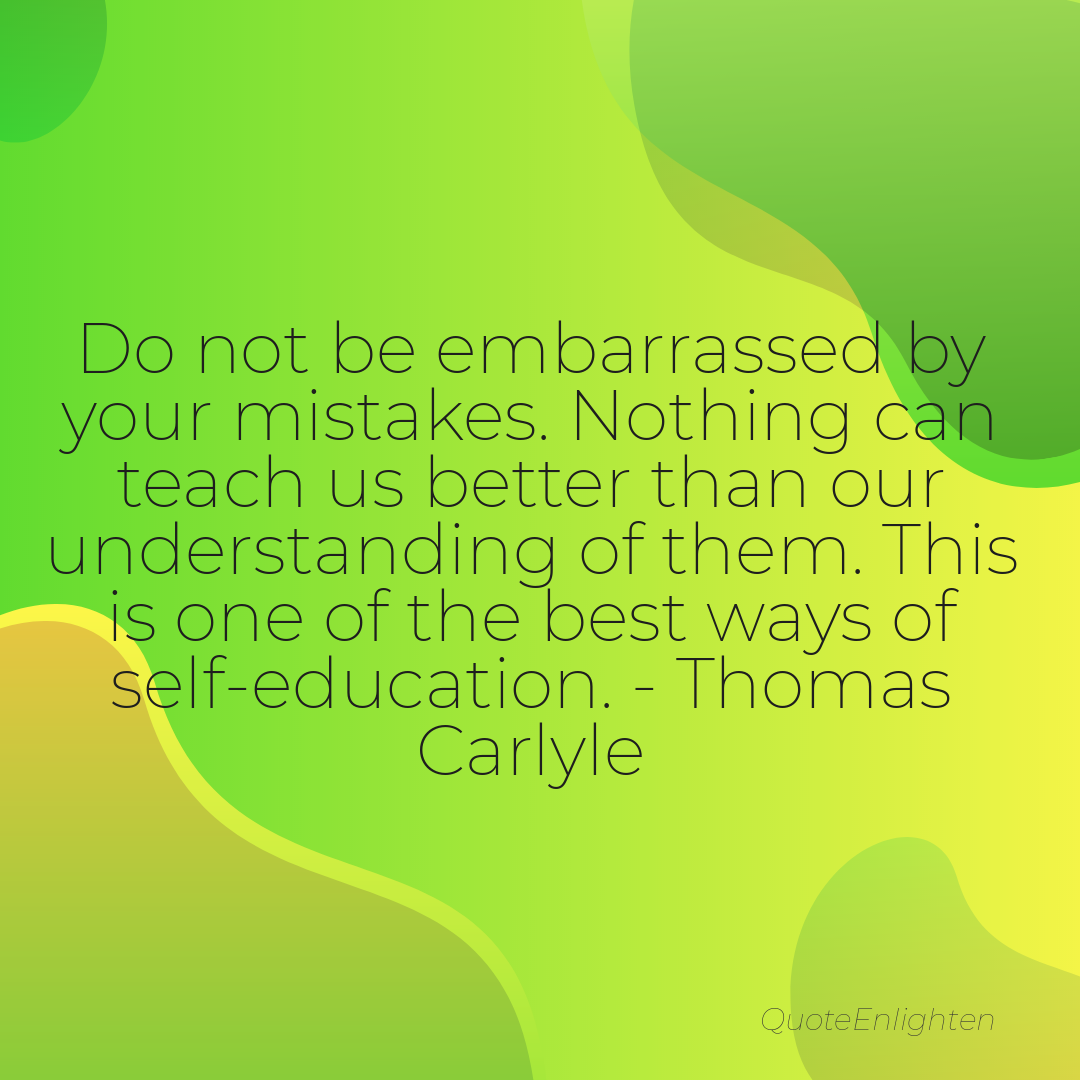 Do not be embarrassed by
your mistakes. Nothing can
teach us better than our
understanding of them. This
is one of the best ways of
self-education. - Thomas
Carlyle
QuoteEnlighten